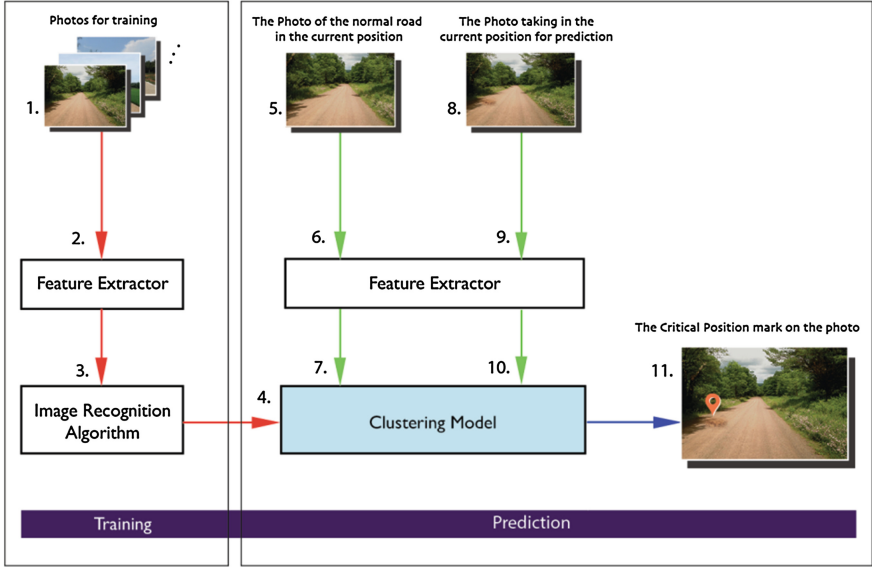 Photos for training
1.
2.
Feature Extractor
3.
Image Recognition
Algorithm
Training
The Photo of the normal road
in the current position
5.
The Photo taking in the
current position for prediction
8.
6.
9.
Feature Extractor
7.
10.
4.
Clustering Model
The Critical Position mark on the photo
11.
Prediction